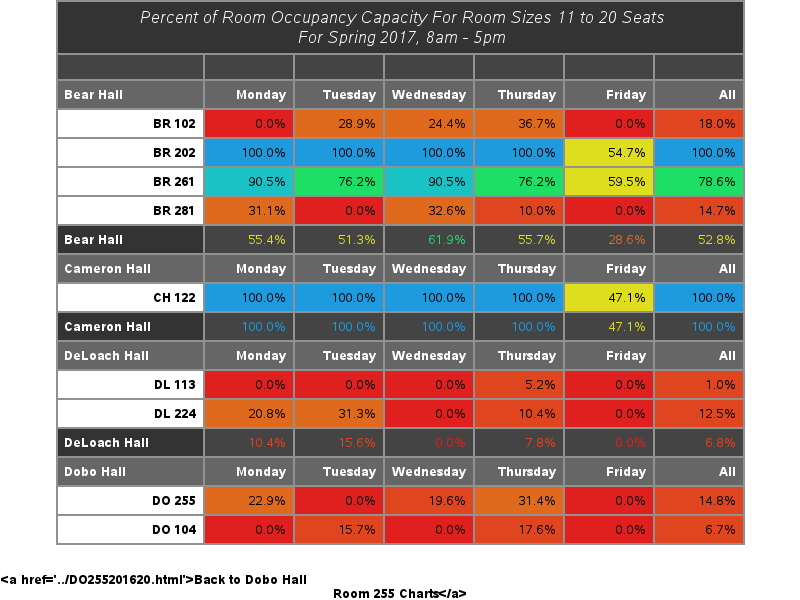 Percent of Room Occupancy Capacity For Room Sizes 11 to 20 Seats
For Spring 2017, 8am - 5pm
Bear Hall Monday Tuesday Wednesday Thursday Friday All
BR 102 0.0% 28.9% 24.4% 36.7% 0.0% 18.0%
BR 202 100.0% 100.0% 100.0% 100.0% 54.7% 100.0%
BR 261 90.5% 76.2% 90.5% 76.2% 59.5% 78.6%
BR 281 31.1% 0.0% 32.6% 10.0% 0.0% 14.7%
Bear Hall 55.4% 51.3% 61.9% 55.7% 28.6% 52.8%
Cameron Hall Monday Tuesday Wednesday Thursday Friday All
CH 122 100.0% 100.0% 100.0% 100.0% 47.1% 100.0%
Cameron Hall 100.0% 100.0% 100.0% 100.0% 47.1% 100.0%
DeLoach Hall Monday Tuesday Wednesday Thursday Friday All
DL 113 0.0% 0.0% 0.0% 5.2% 0.0% 1.0%
DL 224 20.8% 31.3% 0.0% 10.4% 0.0% 12.5%
DeLoach Hall 10.4% 15.6% 0.0% 7.8% 0.0% 6.8%
Dobo Hall Monday Tuesday Wednesday Thursday Friday All
DO 255 22.9% 0.0% 19.6% 31.4% 0.0% 14.8%
DO 104 0.0% 15.7% 0.0% 17.6% 0.0% 6.7%
<a href='../DO255201620.html'>Back to Dobo Hall
Room 255 Charts</a>